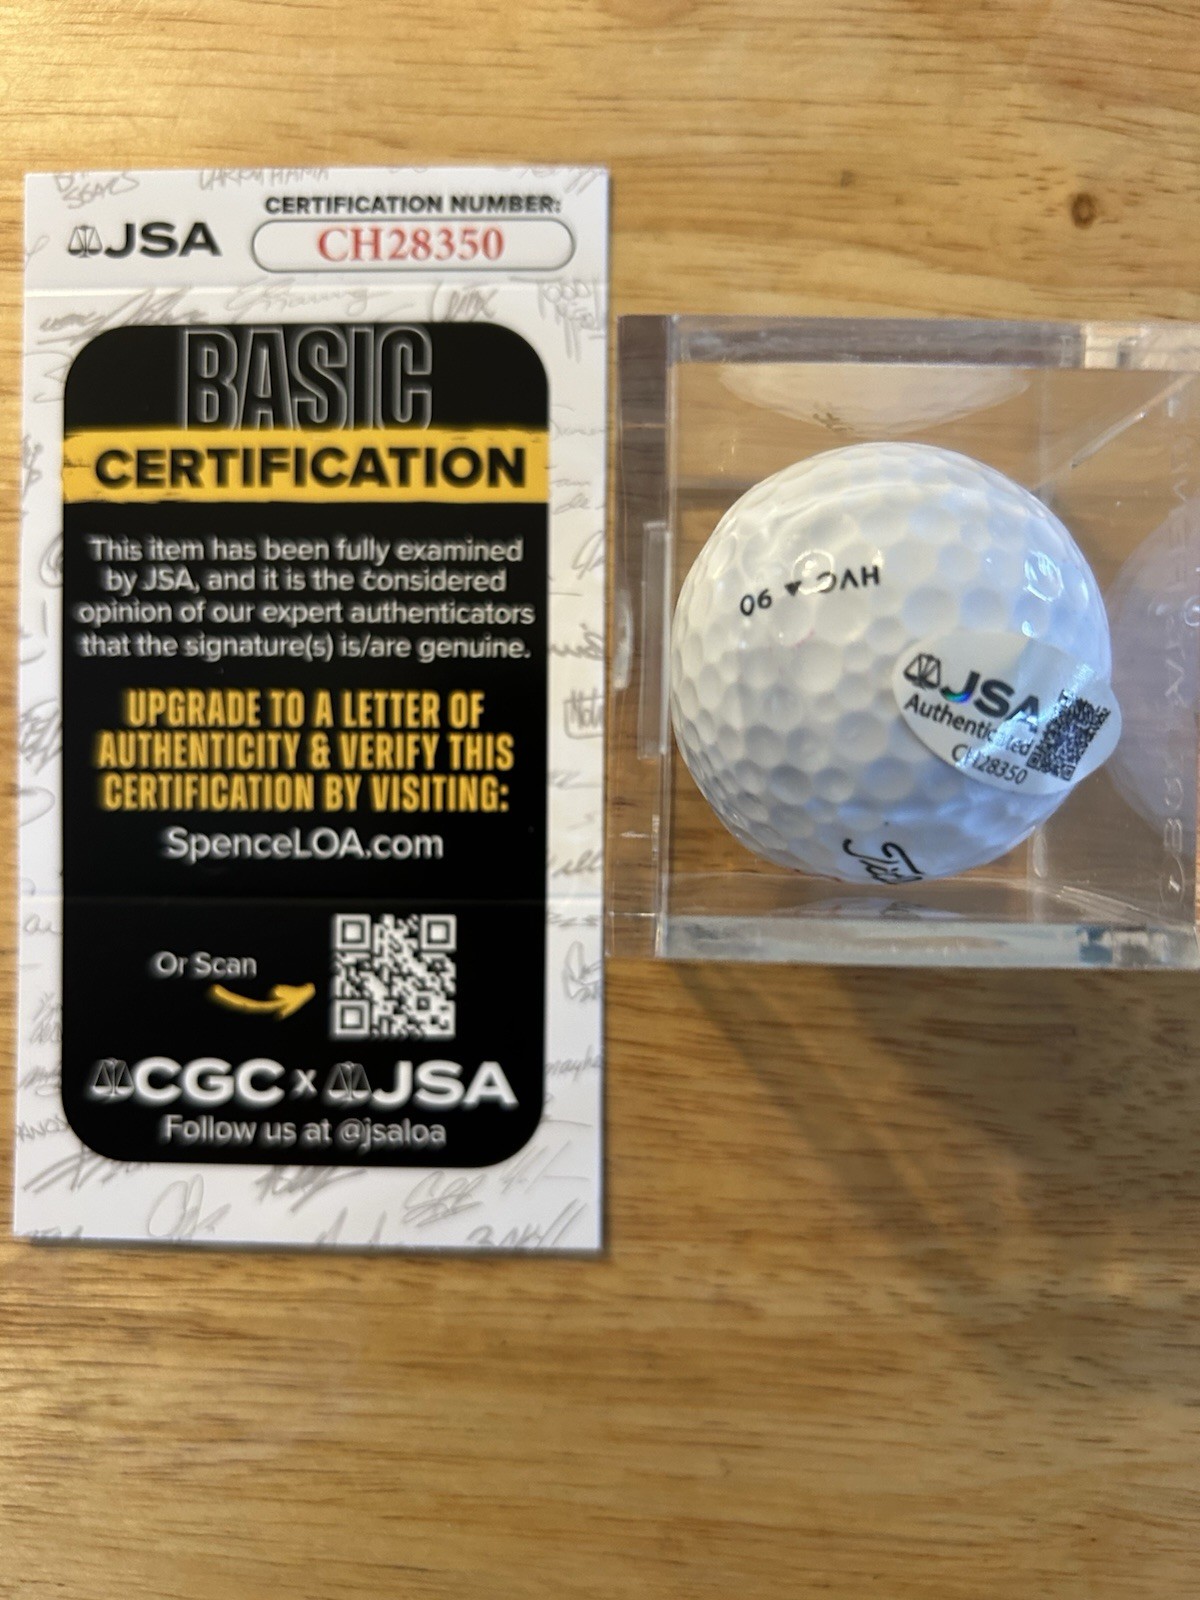 JSA
CERTIFICATION NUMBER:
CH28350
BASIC
CERTIFICATION
This item has been fully examined
by JSA, and it is the considered
opinion of our expert authenticators
that the signature(s) is/are genuine.
UPGRADE TO A LETTER OF
AUTHENTICITY & VERIFY THIS
CERTIFICATION BY VISITING:
SpenceLOA.com
Or Scan
CGC x JSA
Follow us at @jsaloa
HVC 90
JSA
Authenticated
CH28350